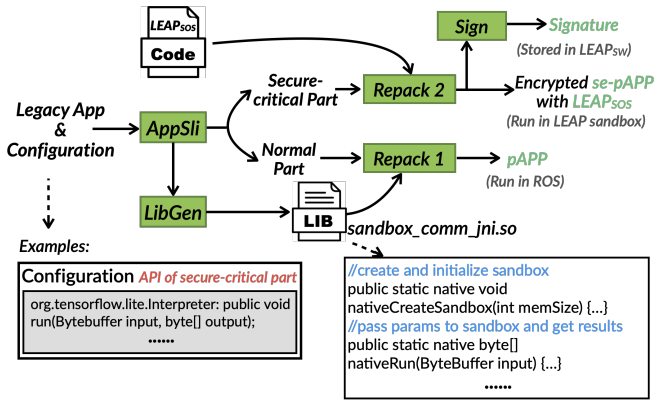 LEAPSOS
Code
Sign
Signature
(Stored in LEAPSW)
Secure-
critical Part
Repack 2
Encrypted se-pAPP
with LEAPSOS
(Run in LEAP sandbox)
Legacy App
&
Configuration
AppSli
Normal
Part
Repack 1
pAPP
(Run in ROS)
LibGen
LIB
sandbox_comm_jni.so
Examples:
Configuration API of secure-critical part
org.tensorflow.lite.Interpreter: public void
run(Bytebuffer input, byte[] output);
......
//create and initialize sandbox
public static native void
nativeCreateSandbox(int memSize) {...}
//pass params to sandbox and get results
public static native byte[]
nativeRun(ByteBuffer input) {...}
......